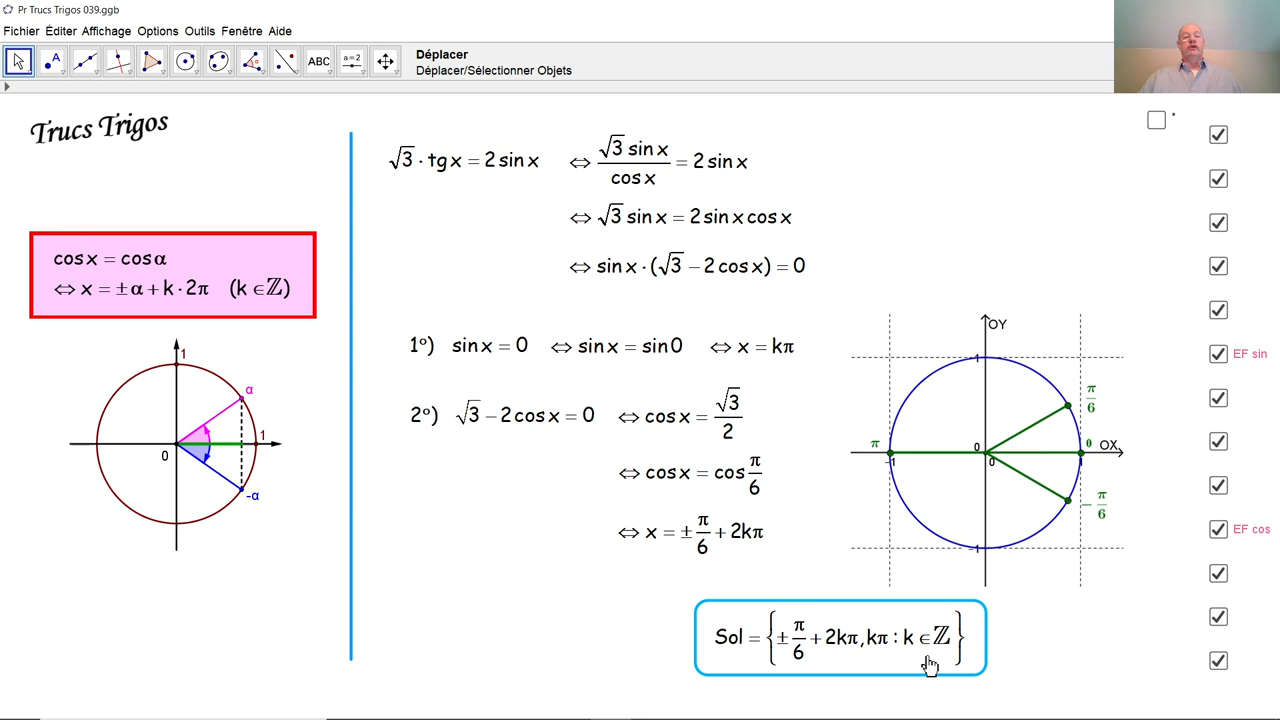 Pr Trucs Trigos 039.ggb
Fichier Éditer Affichage Options Outils Fenêtre Aide
A ABC a=2
Déplacer
Déplacer/Sélectionner Objets
Trucs Trigos
cos x = cos α
⇔ x = ±α + k · 2π (k ∈ ℤ)
1
α
0
1
-α
√3 · tg x = 2 sin x ⇔ √3 sin x / cos x = 2 sin x
⇔ √3 sin x = 2 sin x cos x
⇔ sin x · (√3 − 2 cos x) = 0
1°) sin x = 0 ⇔ sin x = sin 0 ⇔ x = kπ
2°) √3 − 2 cos x = 0 ⇔ cos x = √3/2
⇔ cos x = cos π/6
⇔ x = ± π/6 + 2kπ
OY
1
π/6
π 0 0 OX
-1 0 1
− π/6
-1
Sol = { ± π/6 + 2kπ, kπ : k ∈ ℤ }
*
EF sin
EF cos